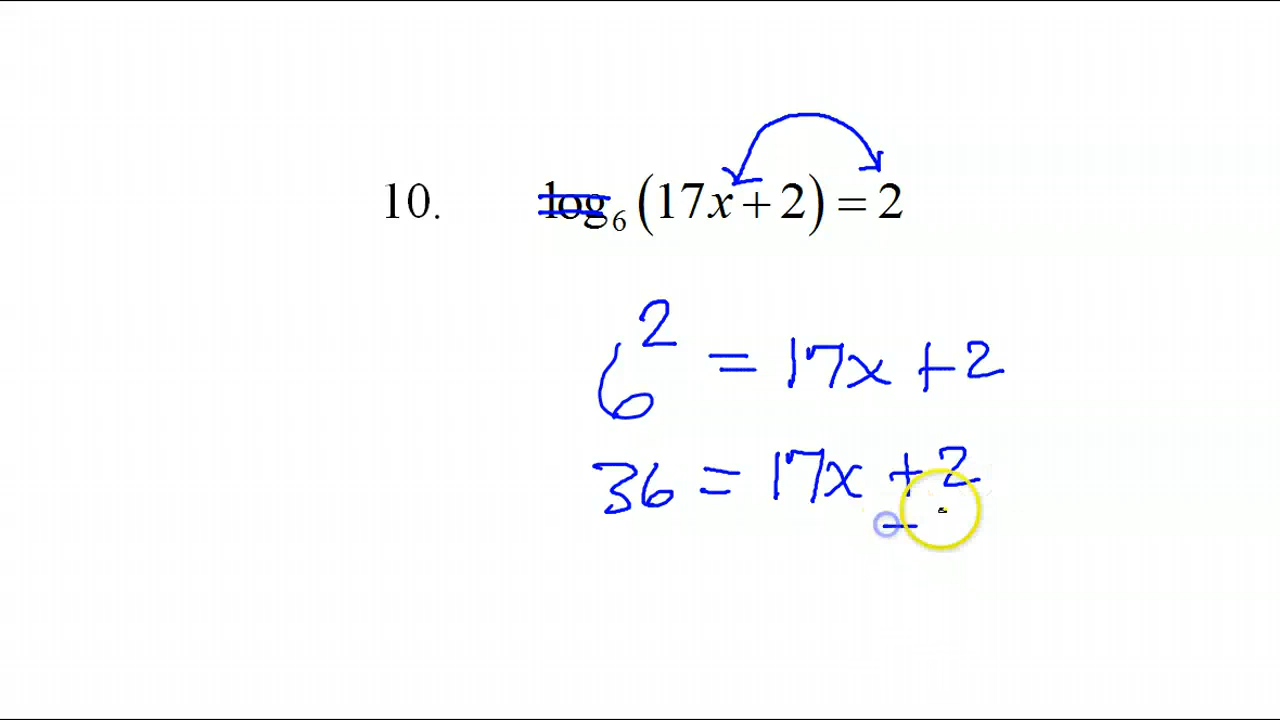 10. log₆(17x + 2) = 2
6² = 17x + 2
36 = 17x + 2
−